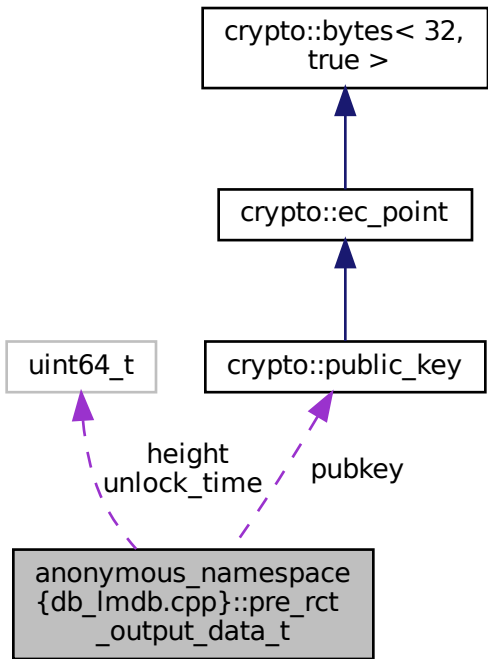 crypto::bytes< 32,
true >
crypto::ec_point
uint64_t
crypto::public_key
height
unlock_time
pubkey
anonymous_namespace
{db_lmdb.cpp}::pre_rct
_output_data_t